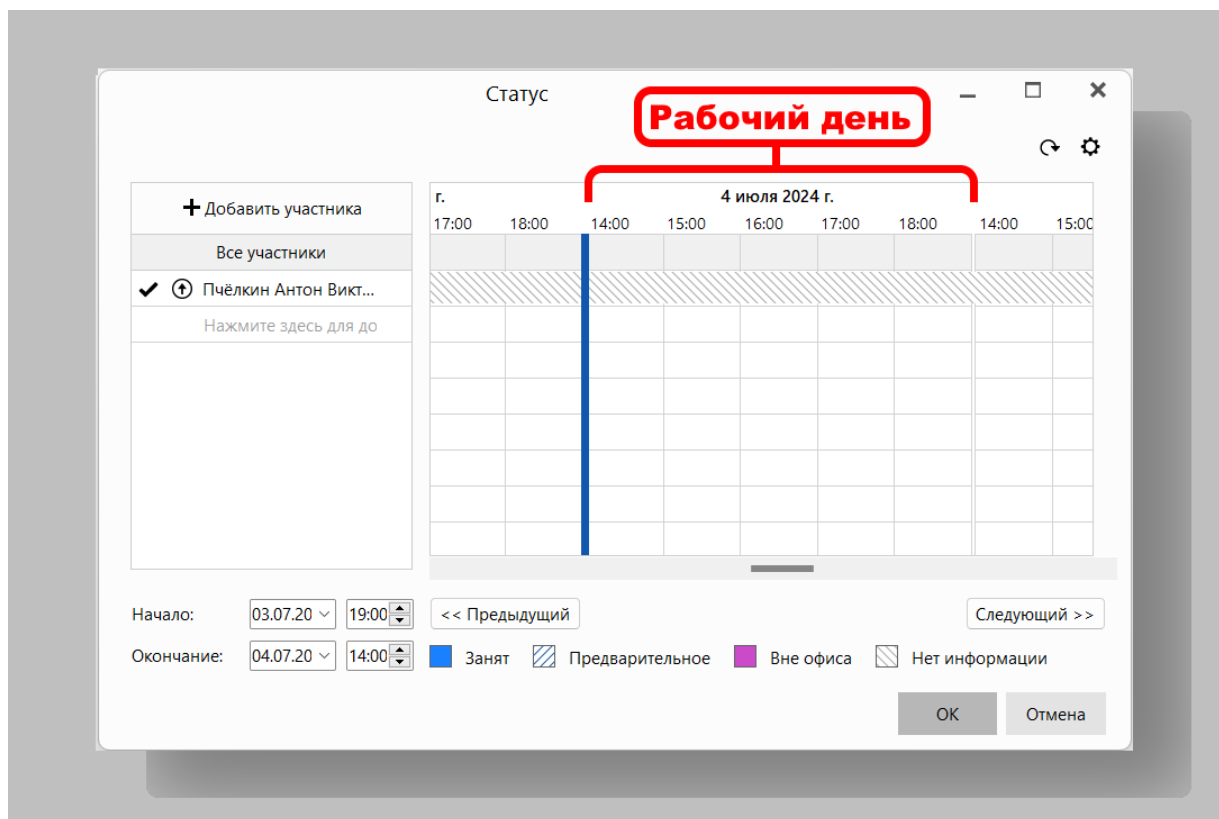 Статус
Рабочий день
+ Добавить участника
г.
4 июля 2024 г.
17:00 18:00 14:00 15:00 16:00 17:00 18:00 14:00 15:00
Все участники
Пчёлкин Антон Викт...
Нажмите здесь для до
Начало: 03.07.20 19:00 << Предыдущий Следующий >>
Окончание: 04.07.20 14:00 Занят Предварительное Вне офиса Нет информации
ОК Отмена